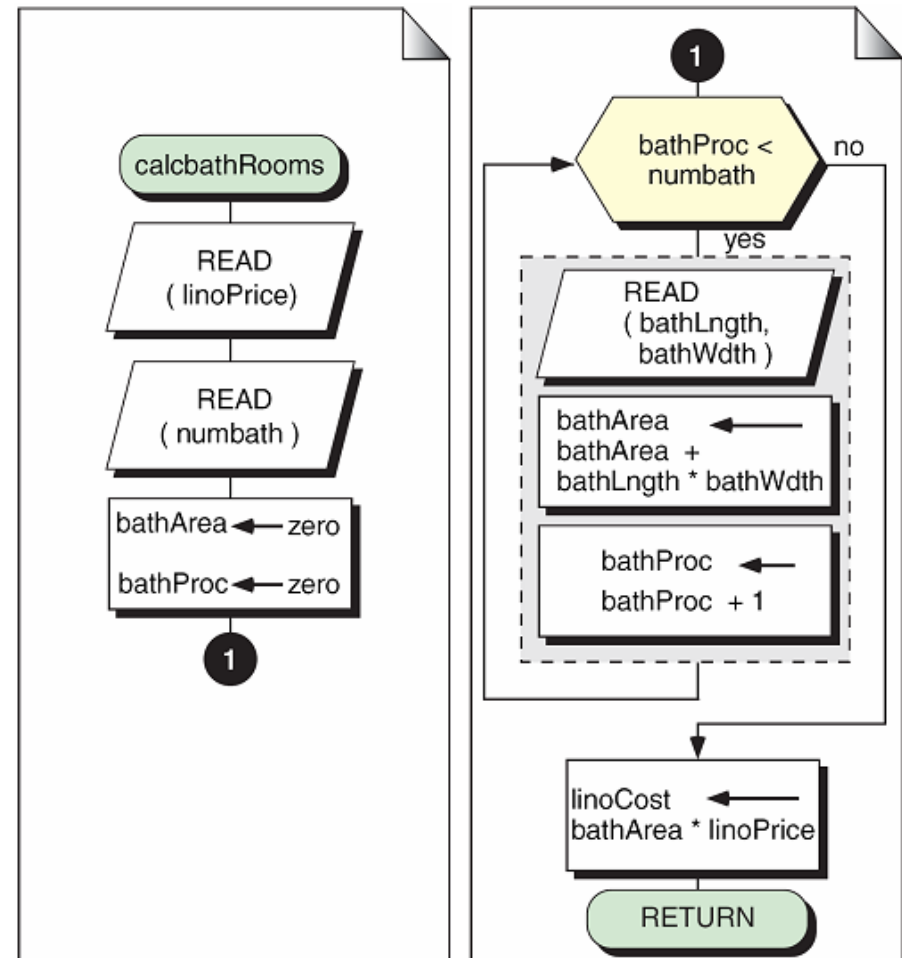 calcbathRooms
READ
( linoPrice)
READ
( numbath )
bathArea ← zero
bathProc ← zero
1
1
bathProc <
numbath
no
yes
READ
( bathLngth,
bathWdth )
bathArea ←
bathArea +
bathLngth * bathWdth
bathProc ←
bathProc + 1
linoCost ←
bathArea * linoPrice
RETURN